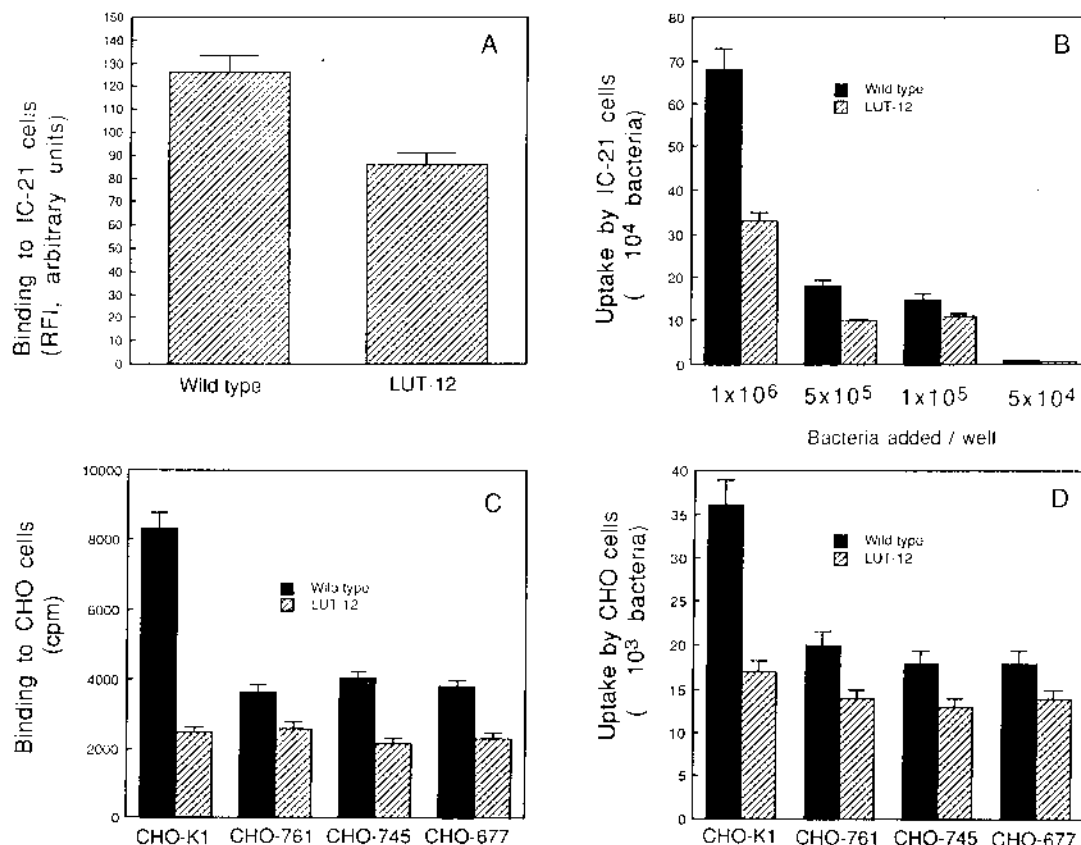 A
Binding to IC-21 cells
(RFI, arbitrary units)
150
140
130
120
110
100
90
80
70
60
50
40
30
20
10
0
Wild type
LUT-12
B
Uptake by IC-21 cells
( 10⁴ bacteria)
80
70
60
50
40
30
20
10
0
Wild type
LUT-12
1x10⁶
5x10⁵
1x10⁵
5x10⁴
Bacteria added / well
C
Binding to CHO cells
(cpm)
10000
8000
6000
4000
2000
0
Wild type
LUT-12
CHO-K1
CHO-761
CHO-745
CHO-677
D
Uptake by CHO cells
( 10³ bacteria)
40
35
30
25
20
15
10
5
0
Wild type
LUT-12
CHO-K1
CHO-761
CHO-745
CHO-677